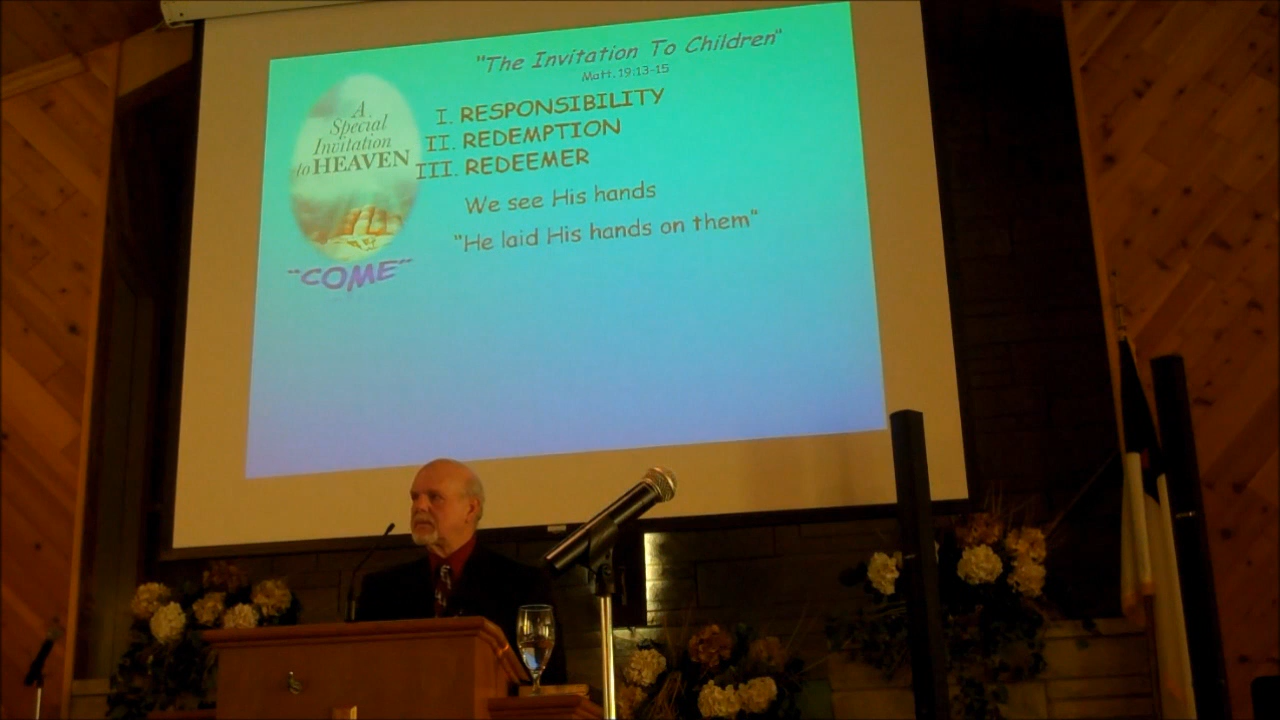 "The Invitation To Children"
Matt. 19:13-15
A
Special
Invitation
to HEAVEN
"COME"
I. RESPONSIBILITY
II. REDEMPTION
III. REDEEMER
We see His hands
"He laid His hands on them"